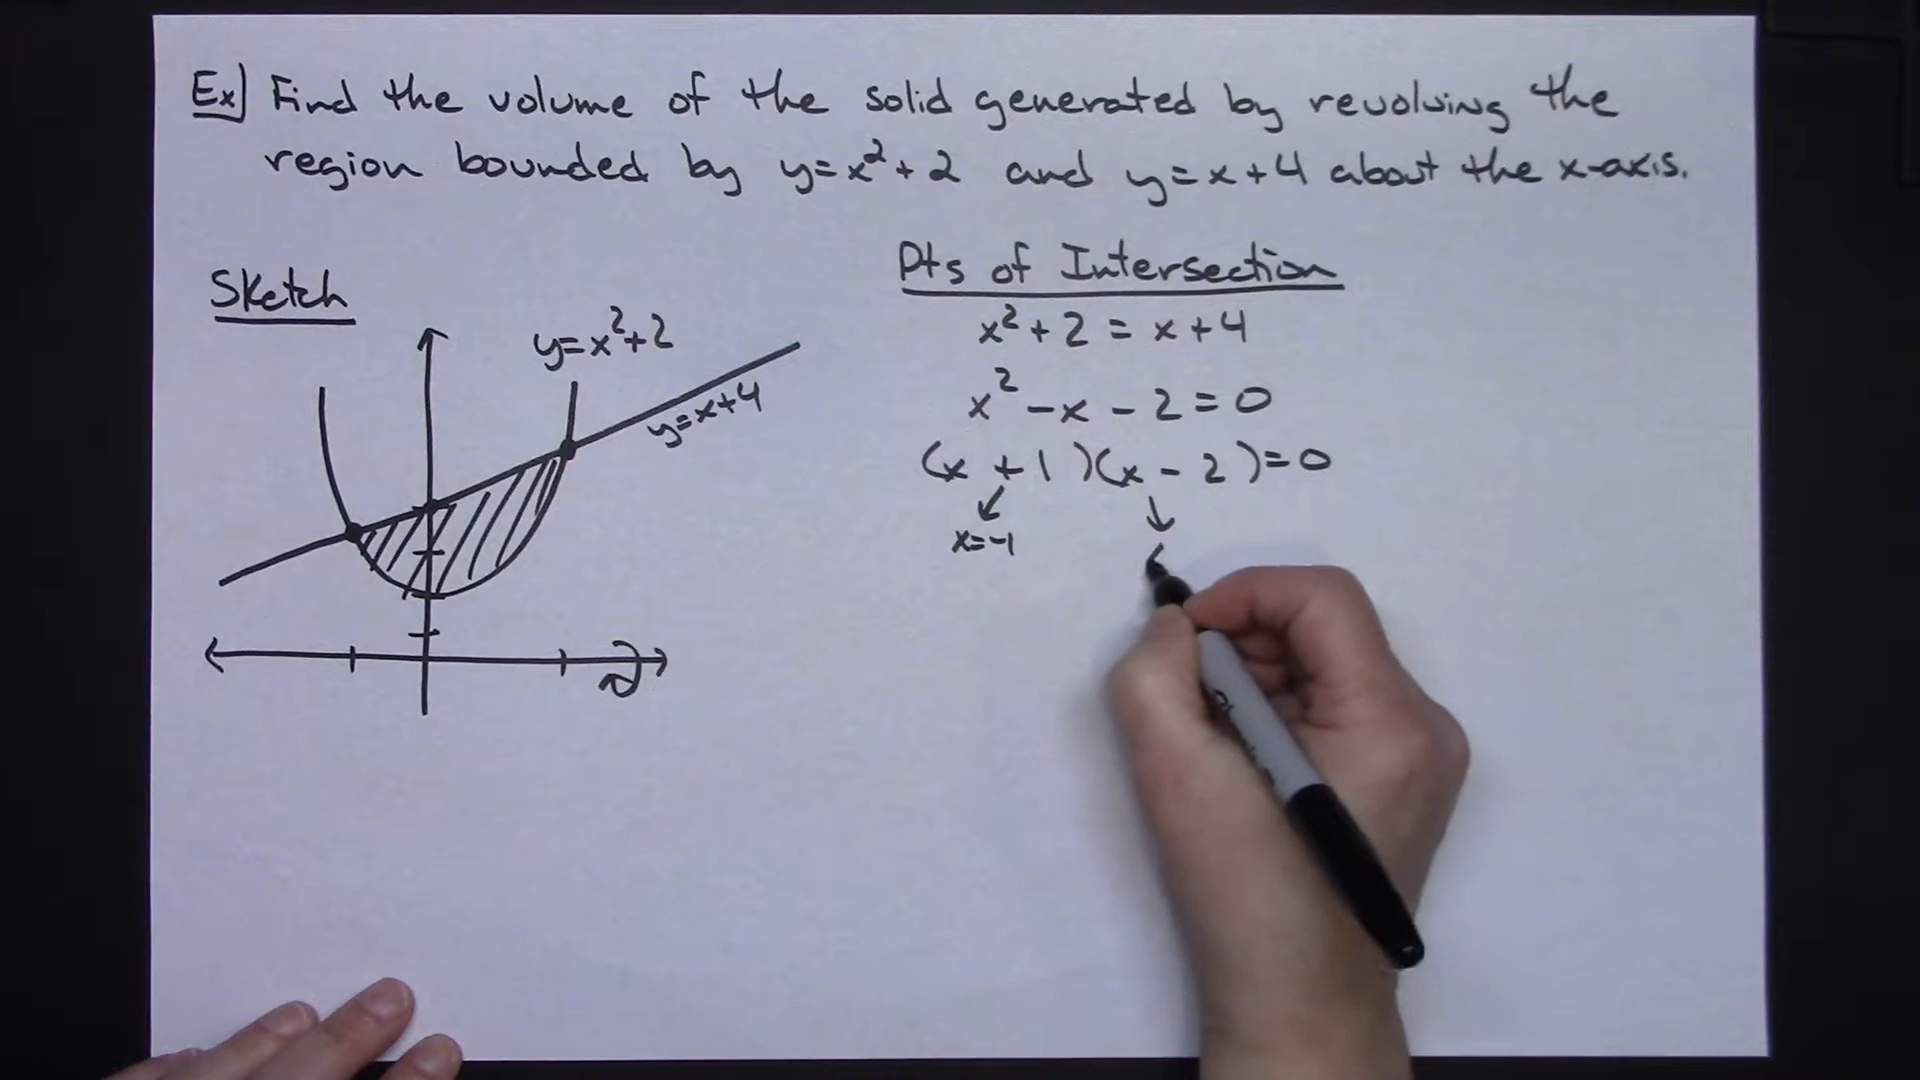 Ex] Find the volume of the solid generated by revolving the
region bounded by y=x²+2 and y=x+4 about the x-axis.
Sketch
y=x²+2
y=x+4
Pts of Intersection
x²+2 = x+4
x²-x-2=0
(x+1)(x-2)=0
x=-1